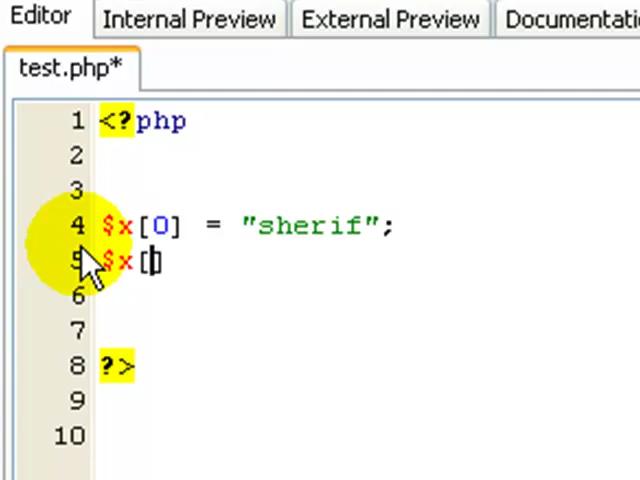 Editor Internal Preview External Preview
test.php*
1 <?php
2
3
4 $x[0] = "sherif";
5 $x[]
6
7
8 ?>
9
10